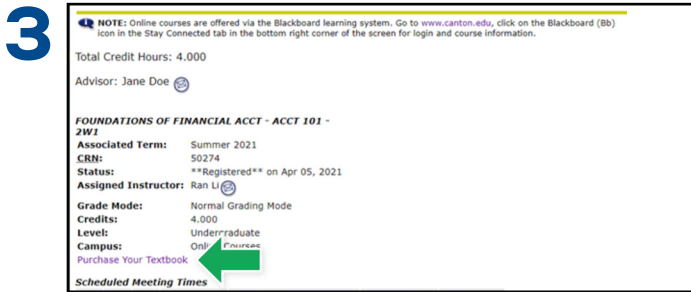 3
NOTE: Online courses are offered via the Blackboard learning system. Go to www.canton.edu, click on the Blackboard (Bb)
icon in the Stay Connected tab in the bottom right corner of the screen for login and course information.
Total Credit Hours: 4.000
Advisor: Jane Doe
FOUNDATIONS OF FINANCIAL ACCT - ACCT 101 -
2W1
Associated Term: Summer 2021
CRN: 50274
Status: **Registered** on Apr 05, 2021
Assigned Instructor: Ran Li
Grade Mode: Normal Grading Mode
Credits: 4.000
Level: Undergraduate
Campus: Online Courses
Purchase Your Textbook
Scheduled Meeting Times